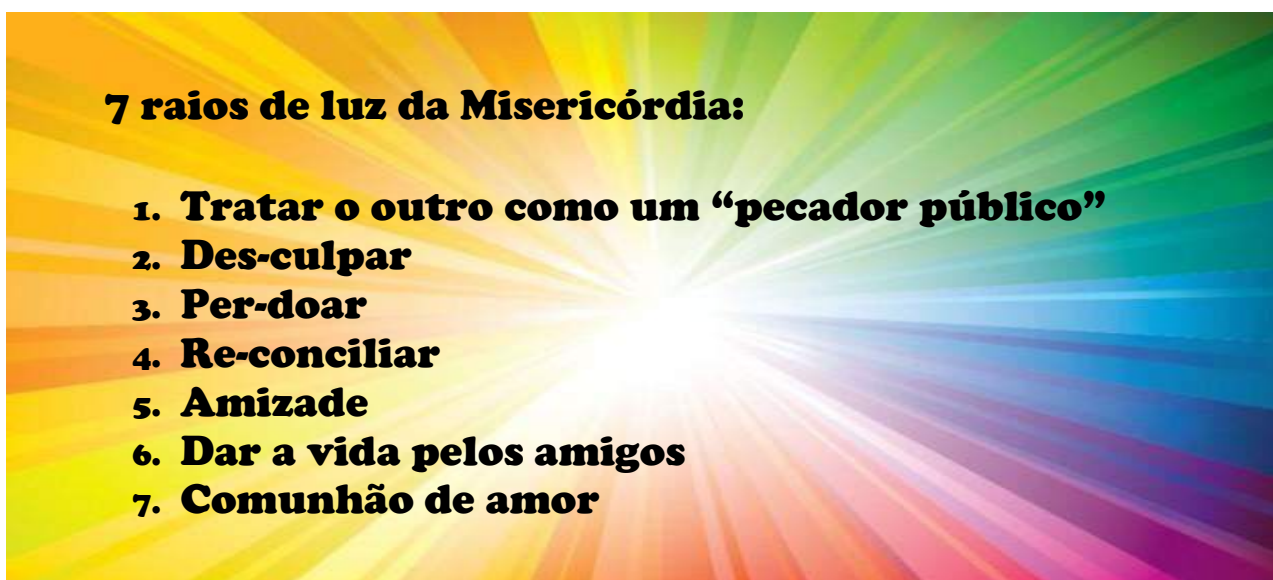 7 raios de luz da Misericórdia:
1. Tratar o outro como um “pecador público”
2. Des-culpar
3. Per-doar
4. Re-conciliar
5. Amizade
6. Dar a vida pelos amigos
7. Comunhão de amor